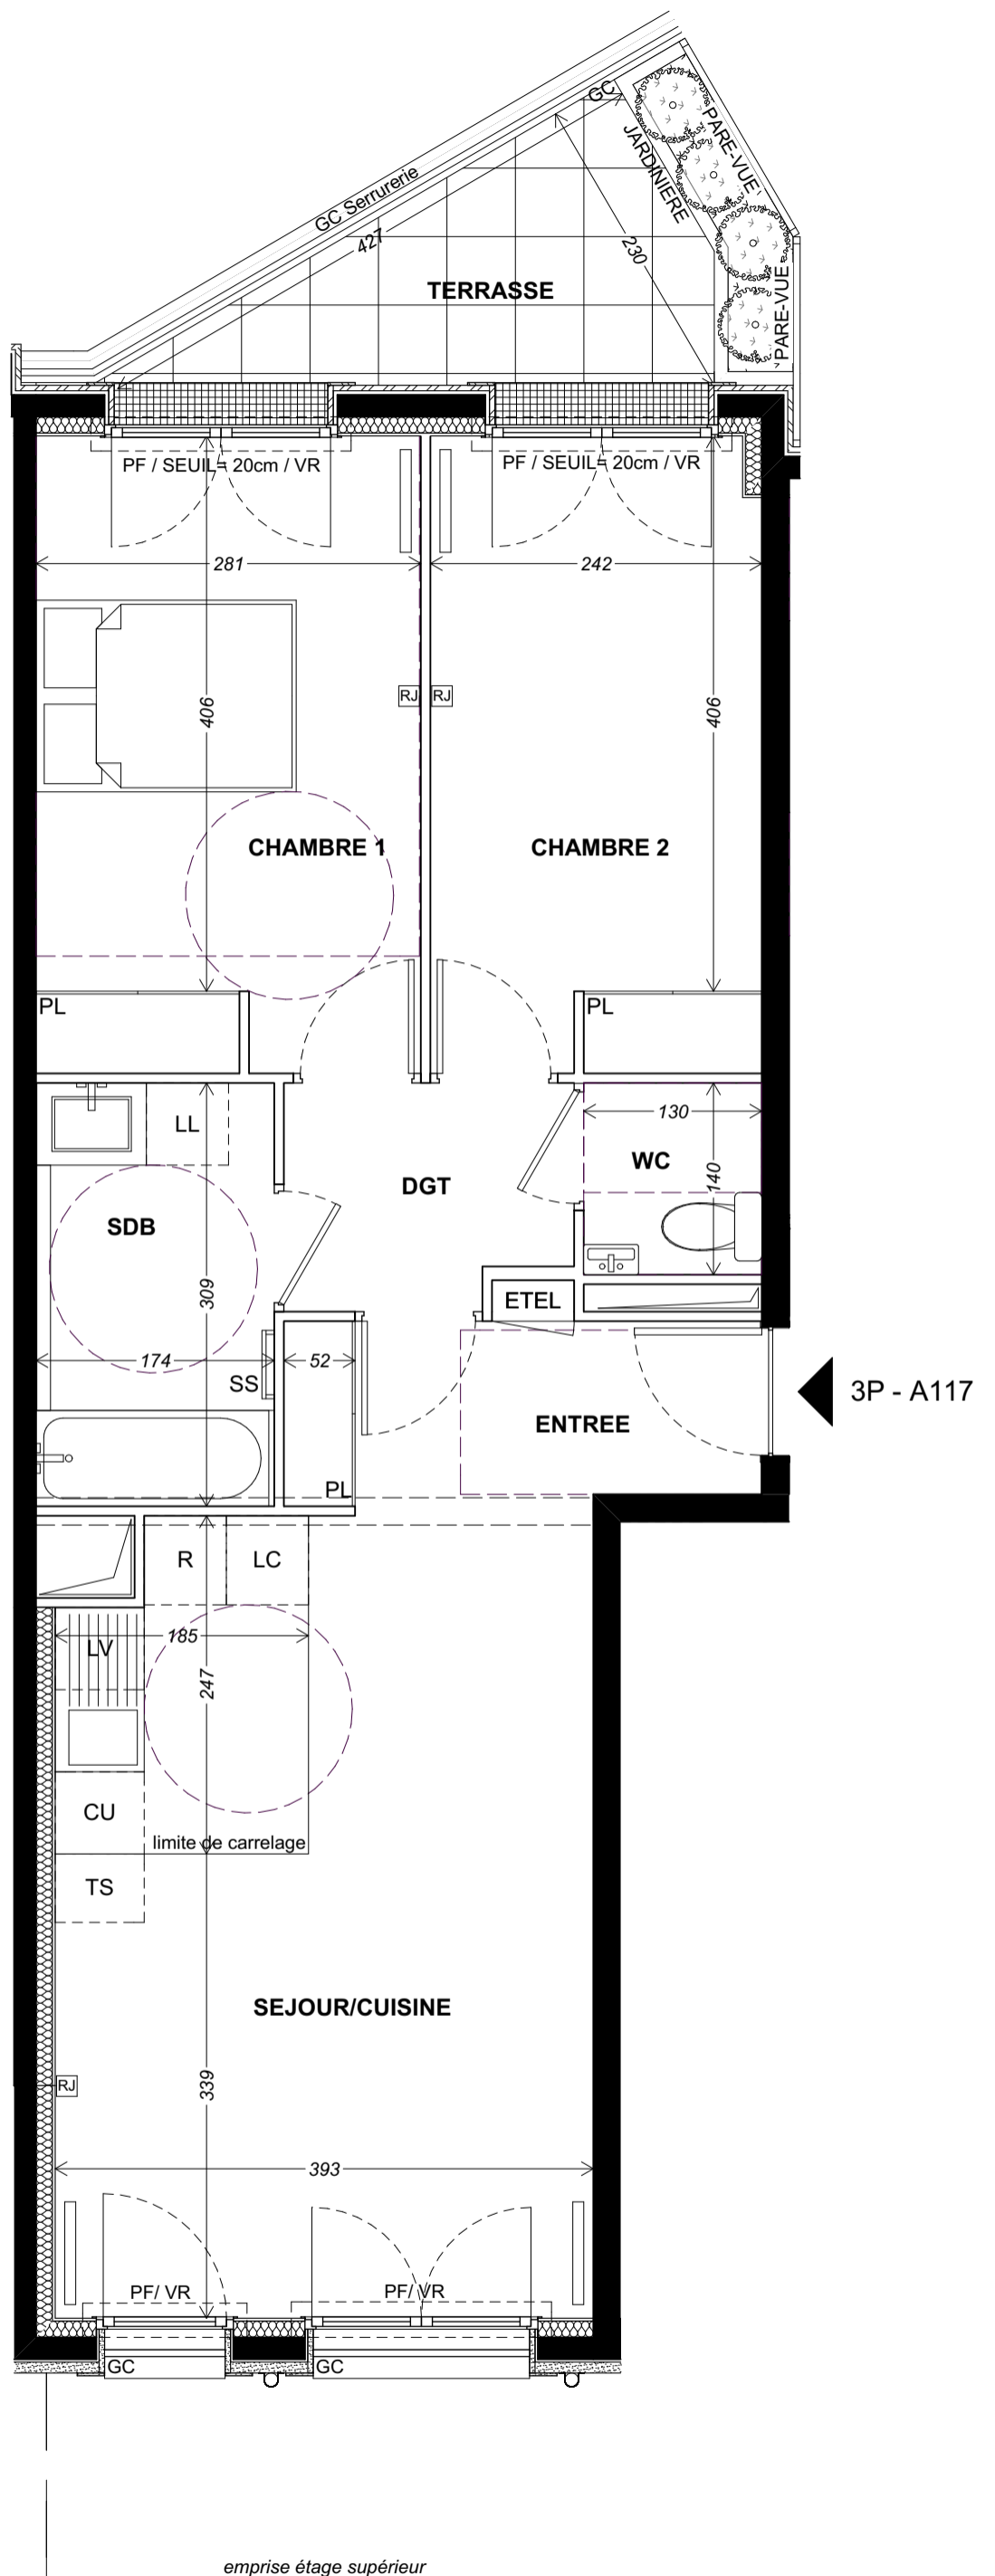 GC
PARE-VUE
JARDINIERE
GC Serrurerie
427
230
TERRASSE
PARE-VUE
PF / SEUIL= 20cm / VR
PF / SEUIL= 20cm / VR
281
242
406
RJ
RJ
406
CHAMBRE 1
CHAMBRE 2
PL
PL
LL
130
WC
140
DGT
SDB
309
ETEL
174
52
SS
3P - A117
ENTREE
PL
R
LC
185
LV
247
CU
limite de carrelage
TS
SEJOUR/CUISINE
RJ
339
393
PF/ VR
PF/ VR
GC
GC
emprise étage supérieur